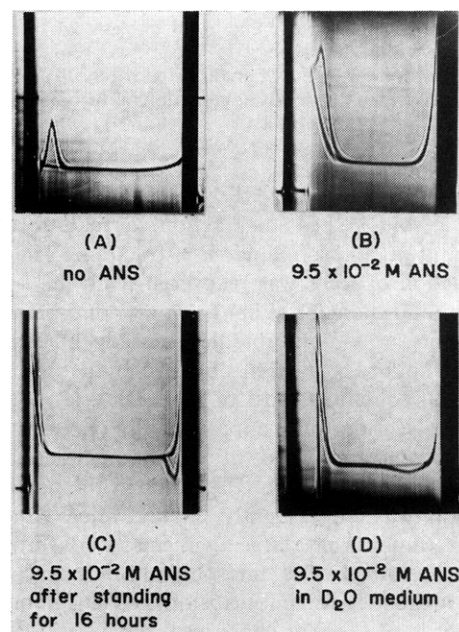 (A)
no ANS
(B)
9.5 x 10⁻² M ANS
(C)
9.5 x 10⁻² M ANS
after standing
for 16 hours
(D)
9.5 x 10⁻² M ANS
in D₂O medium